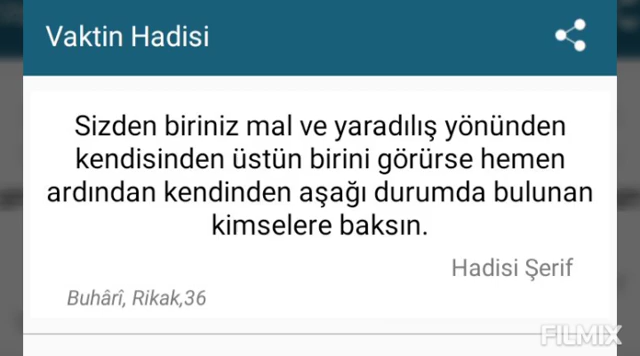 Vaktin Hadisi
Sizden biriniz mal ve yaradılış yönünden
kendisinden üstün birini görürse hemen
ardından kendinden aşağı durumda bulunan
kimselere baksın.
Hadisi Şerif
Buhârî, Rikak,36
FILMIX